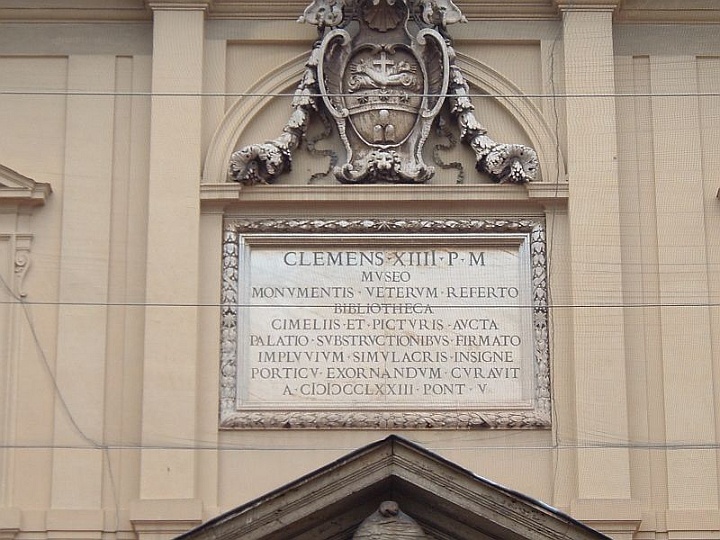 CLEMENS·XIIII·P·M
MVSEO
MONVMENTIS·VETERVM·REFERTO
BIBLIOTHECA
CIMELIIS·ET·PICTVRIS·AVCTA
PALATIO·SVBSTRVCTIONIBVS·FIRMATO
IMPLVVIVM·SIMVLACRIS·INSIGNE
PORTICV·EXORNANDVM·CVRAVIT
A·CIↃIↃCCLXXIII·PONT·V